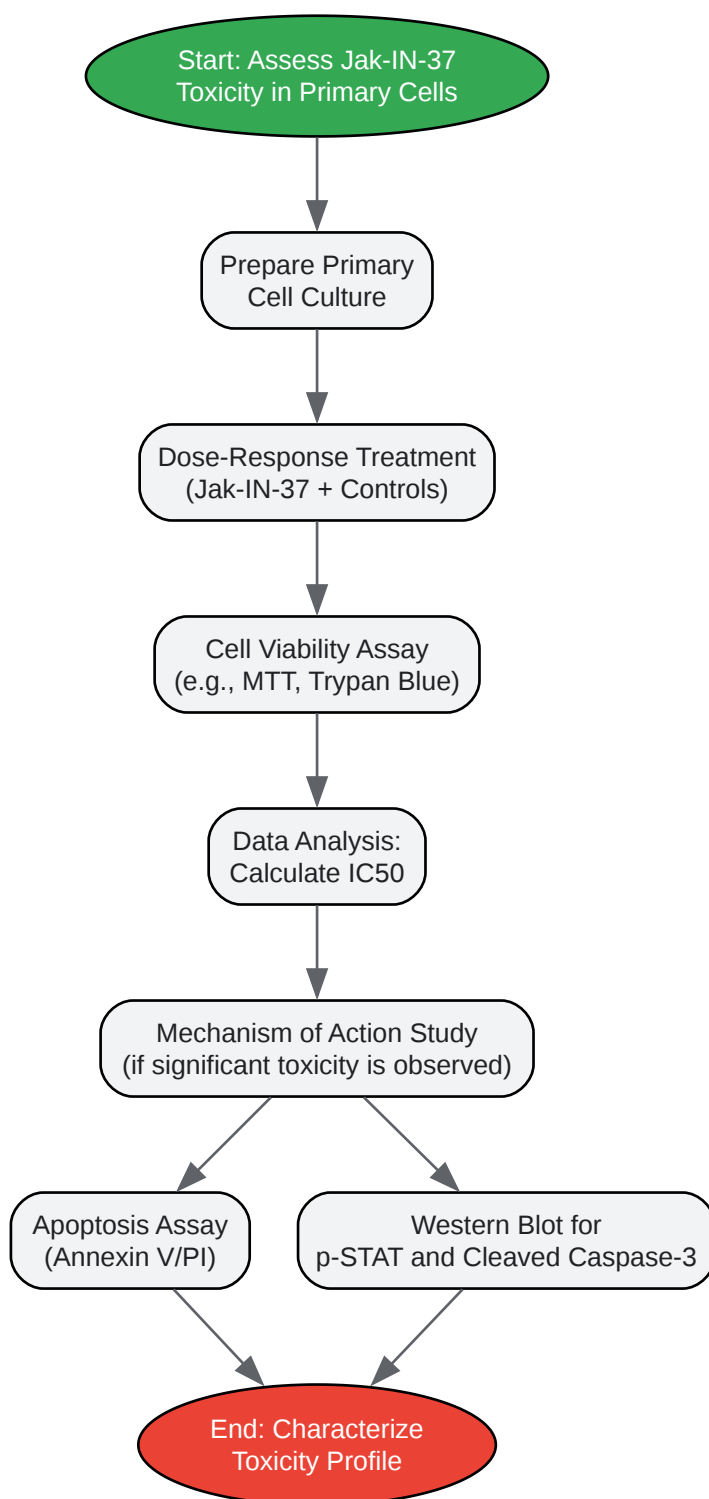 Start: Assess Jak-IN-37
Toxicity in Primary Cells
Prepare Primary
Cell Culture
Dose-Response Treatment
(Jak-IN-37 + Controls)
Cell Viability Assay
(e.g., MTT, Trypan Blue)
Data Analysis:
Calculate IC50
Mechanism of Action Study
(if significant toxicity is observed)
Apoptosis Assay
(Annexin V/PI)
Western Blot for
p-STAT and Cleaved Caspase-3
End: Characterize
Toxicity Profile